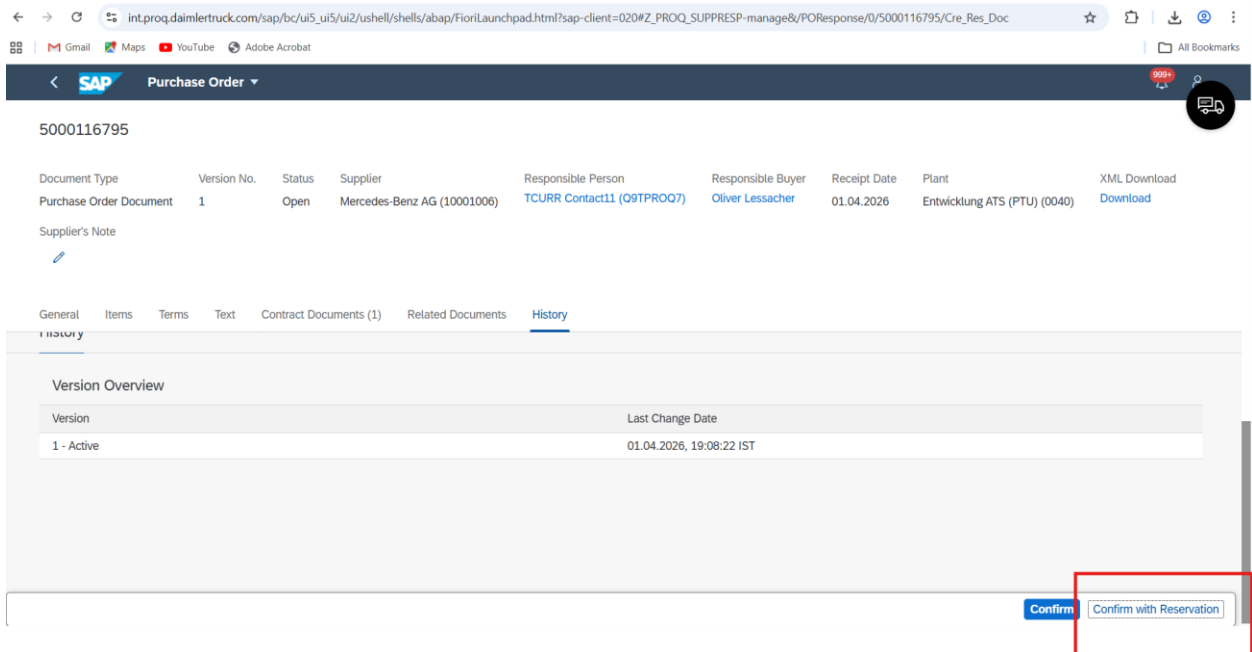 int.proq.daimlertruck.com/sap/bc/ui5_ui5/ui2/ushell/shells/abap/FioriLaunchpad.html?sap-client=020#Z_PROQ_SUPPRESP-manage&/POResponse/0/5000116795/Cre_Res_Doc
Gmail Maps YouTube Adobe Acrobat All Bookmarks
SAP Purchase Order 999+
5000116795
Document Type Version No. Status Supplier Responsible Person Responsible Buyer Receipt Date Plant XML Download
Purchase Order Document 1 Open Mercedes-Benz AG (10001006) TCURR Contact11 (Q9TPROQ7) Oliver Lessacher 01.04.2026 Entwicklung ATS (PTU) (0040) Download
Supplier's Note
General Items Terms Text Contract Documents (1) Related Documents History
History
Version Overview
Version Last Change Date
1 - Active 01.04.2026, 19:08:22 IST
Confirm Confirm with Reservation